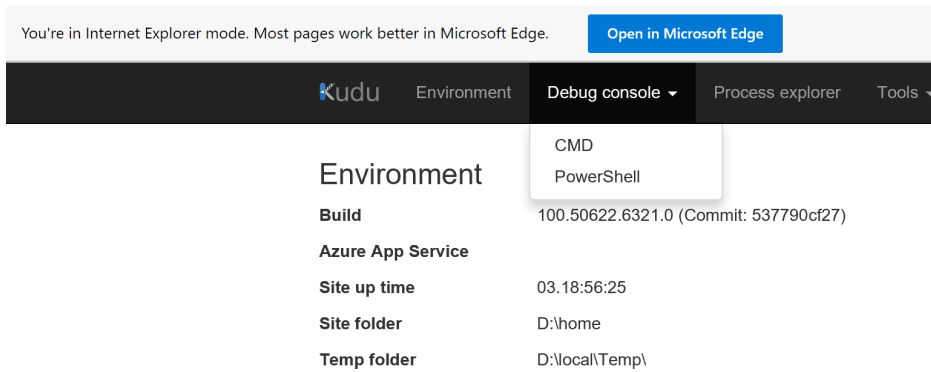 You're in Internet Explorer mode. Most pages work better in Microsoft Edge. Open in Microsoft Edge
Kudu Environment Debug console Process explorer Tools
CMD
PowerShell
Environment
Build 100.50622.6321.0 (Commit: 537790cf27)
Azure App Service
Site up time 03.18:56:25
Site folder D:\home
Temp folder D:\local\Temp\